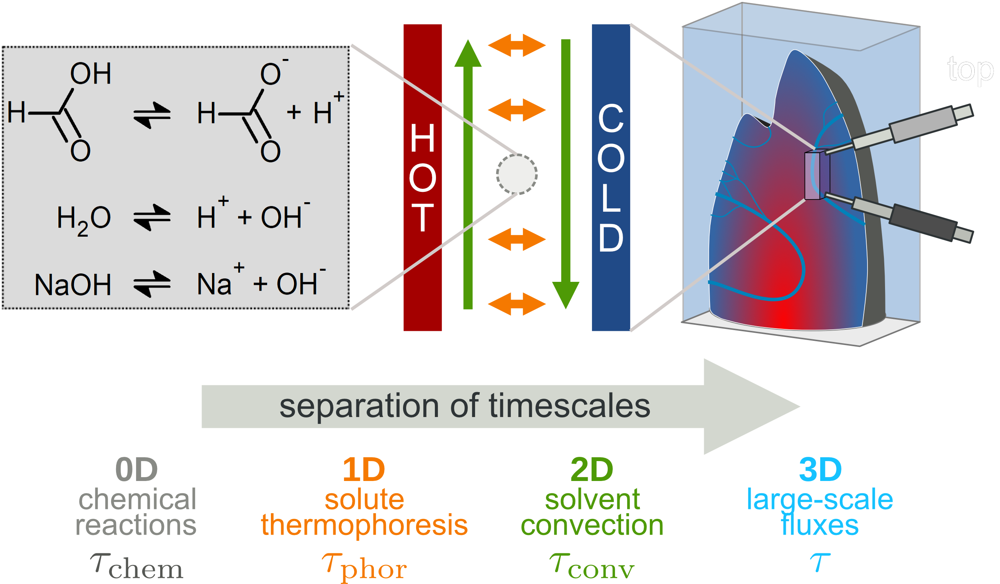 OH
O-
H
O
⇌
H
O
+ H+
H2O ⇌ H+ + OH-
NaOH ⇌ Na+ + OH-
HOT
COLD
top
separation of timescales
0D
chemical
reactions
τchem
1D
solute
thermophoresis
τphor
2D
solvent
convection
τconv
3D
large-scale
fluxes
τ